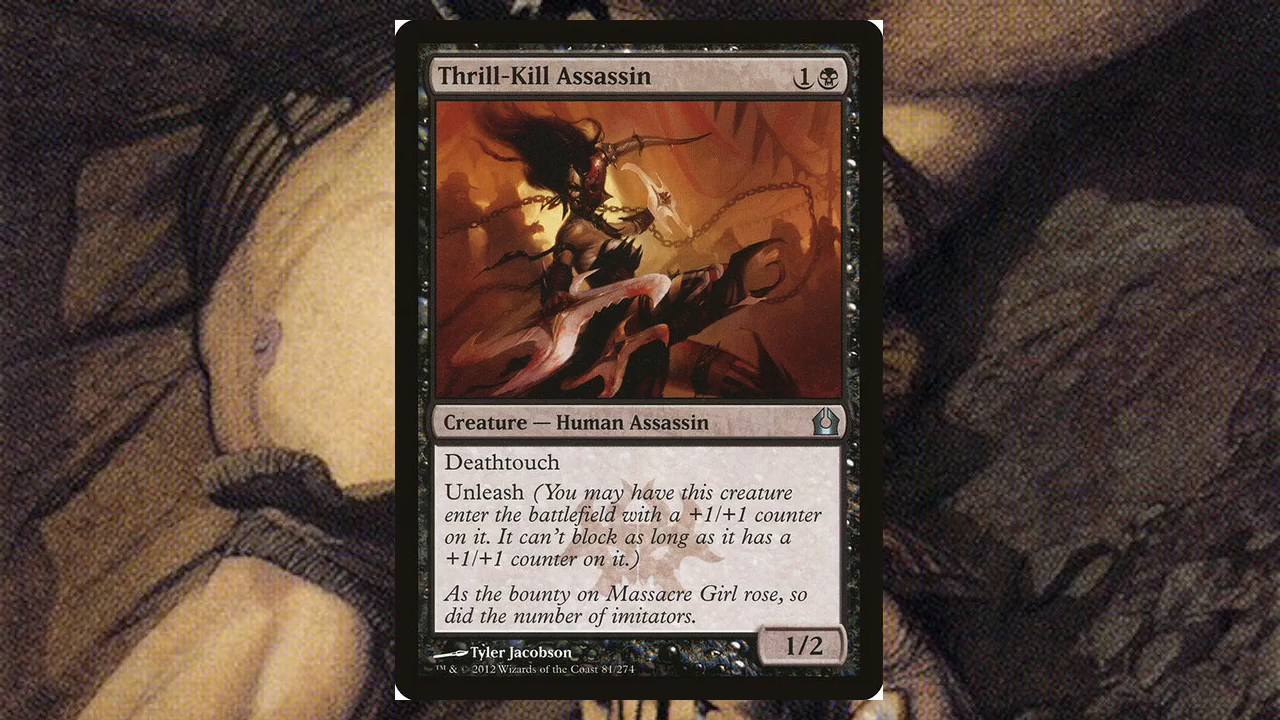 Thrill-Kill Assassin 1
Creature — Human Assassin
Deathtouch
Unleash (You may have this creature
enter the battlefield with a +1/+1 counter
on it. It can't block as long as it has a
+1/+1 counter on it.)
As the bounty on Massacre Girl rose, so
did the number of imitators.
1/2
Tyler Jacobson
™ & © 2012 Wizards of the Coast 81/274